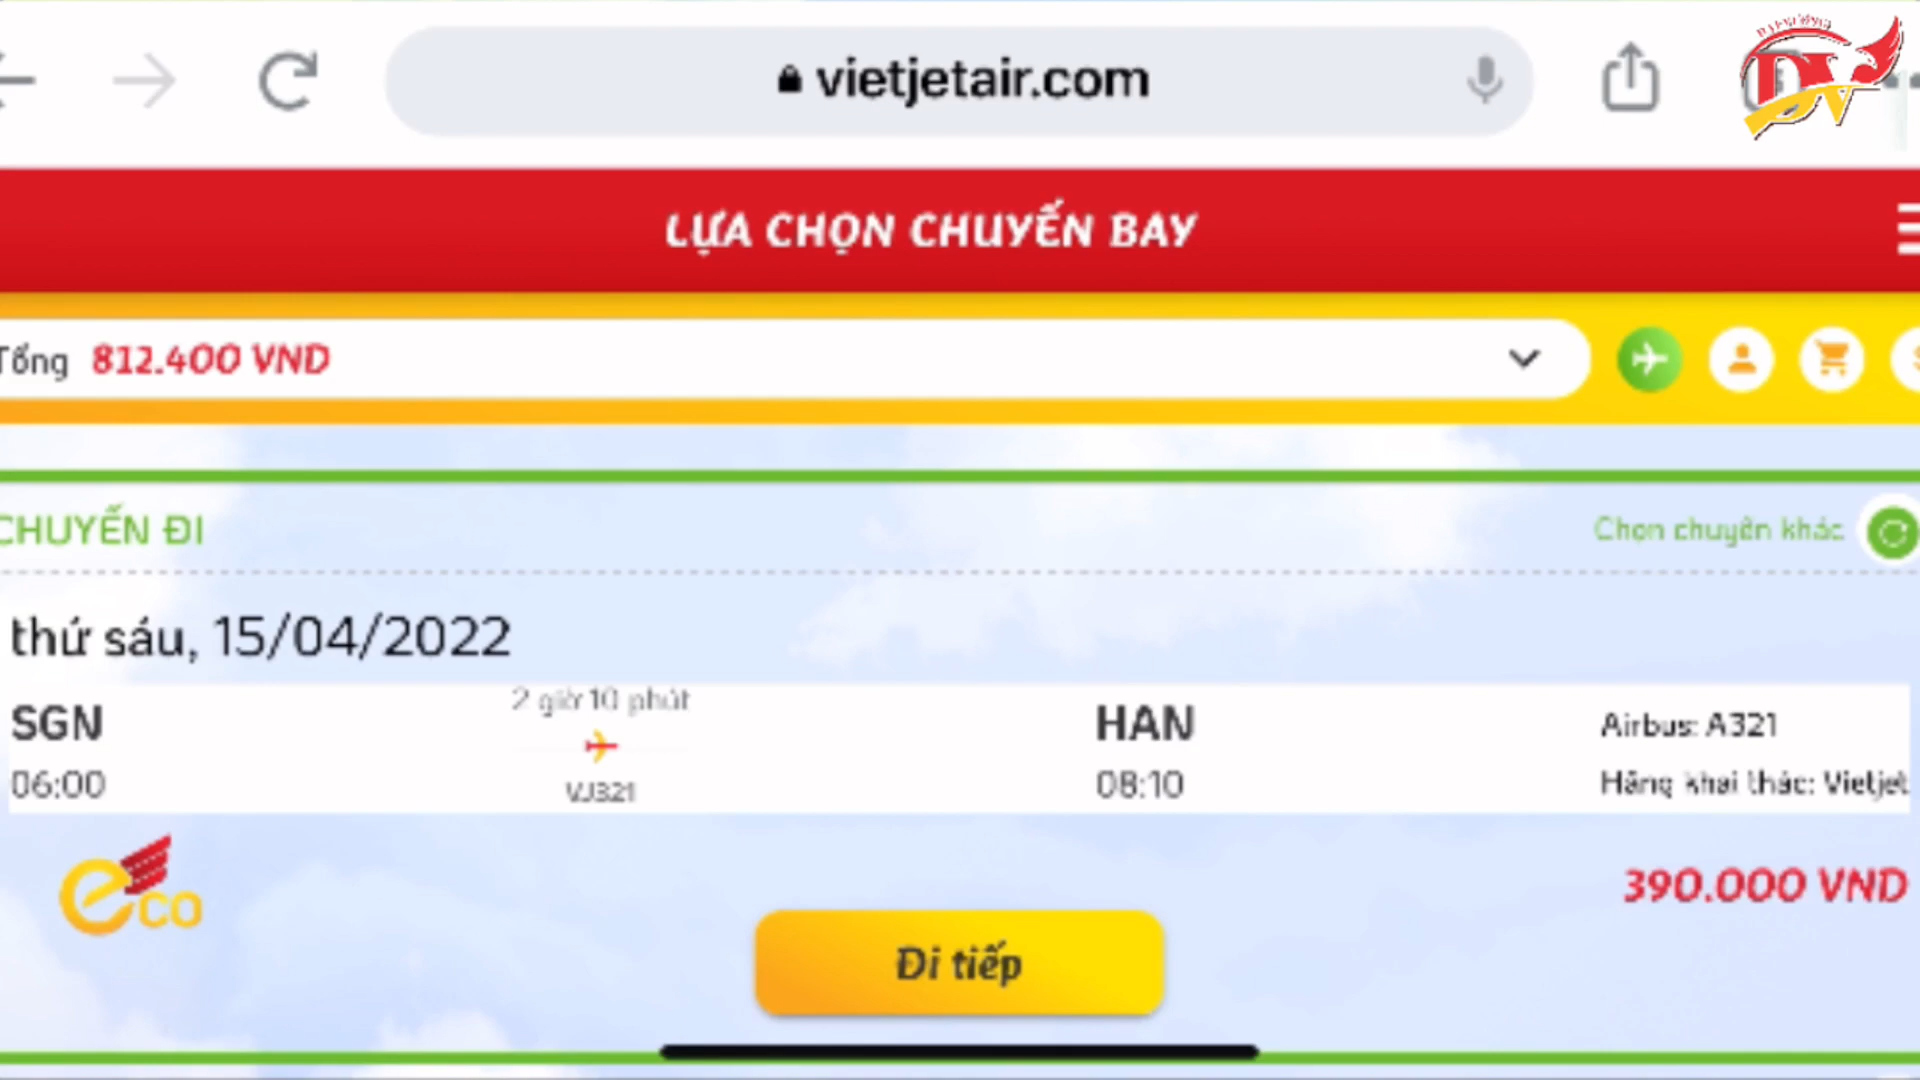 vietjetair.com
DV
LỰA CHỌN CHUYẾN BAY
Tổng 812.400 VND
CHUYẾN ĐI
Chọn chuyến khác
thứ sáu, 15/04/2022
SGN
2 giờ 10 phút
HAN
Airbus: A321
06:00
VJ321
08:10
Hãng khai thác: Vietjet
eco
390.000 VND
Đi tiếp